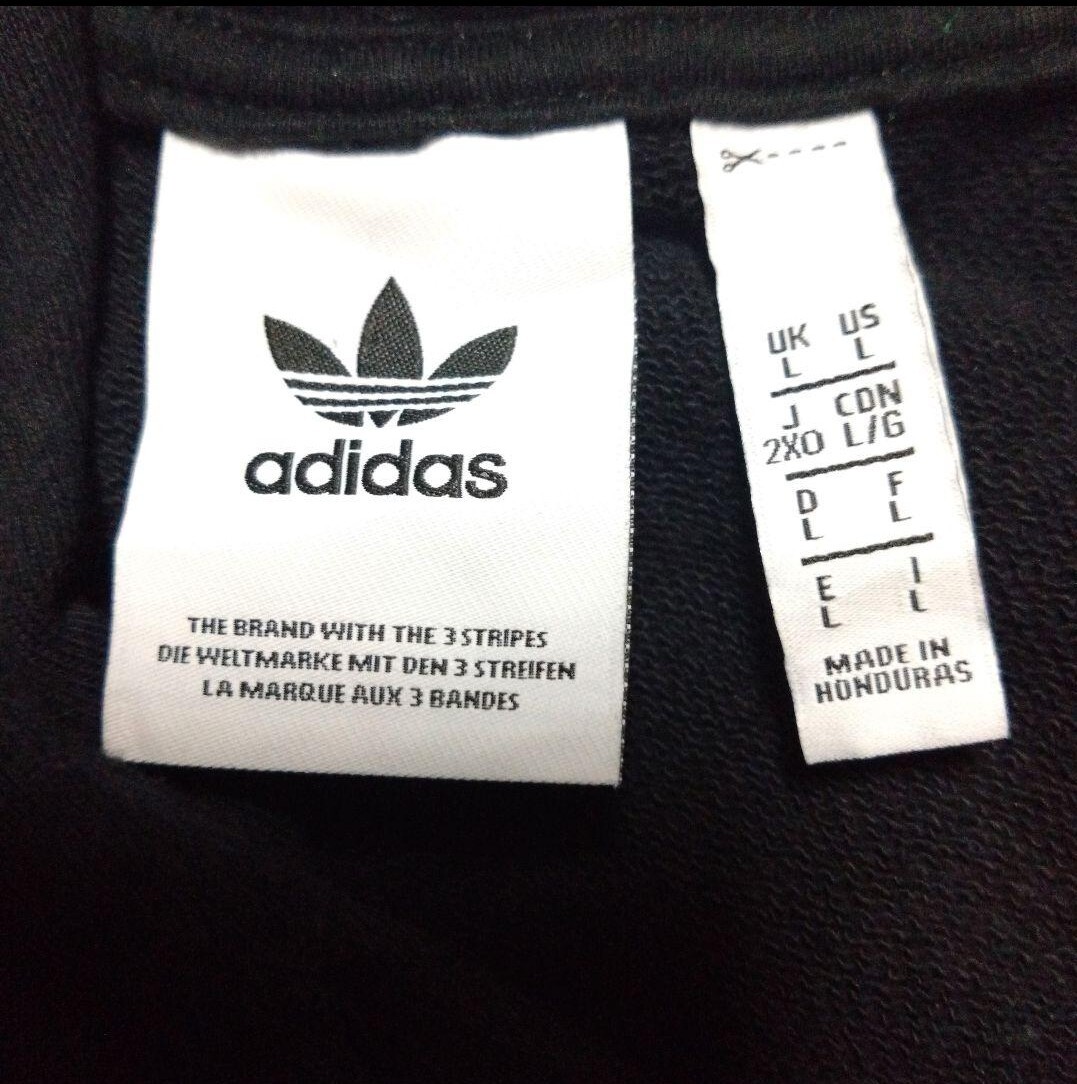 adidas
THE BRAND WITH THE 3 STRIPES
DIE WELTMARKE MIT DEN 3 STREIFEN
LA MARQUE AUX 3 BANDES
UK US
L L
J CDN
2XO L/G
D F
L L
E I
L L
MADE IN
HONDURAS